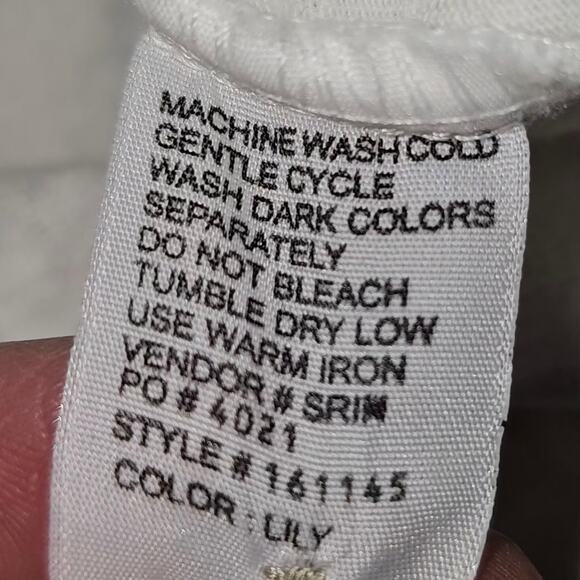 MACHINE WASH COLD
GENTLE CYCLE
WASH DARK COLORS
SEPARATELY
DO NOT BLEACH
TUMBLE DRY LOW
USE WARM IRON
VENDOR # SRIM
PO # 4021
STYLE # 161145
COLOR : LILY